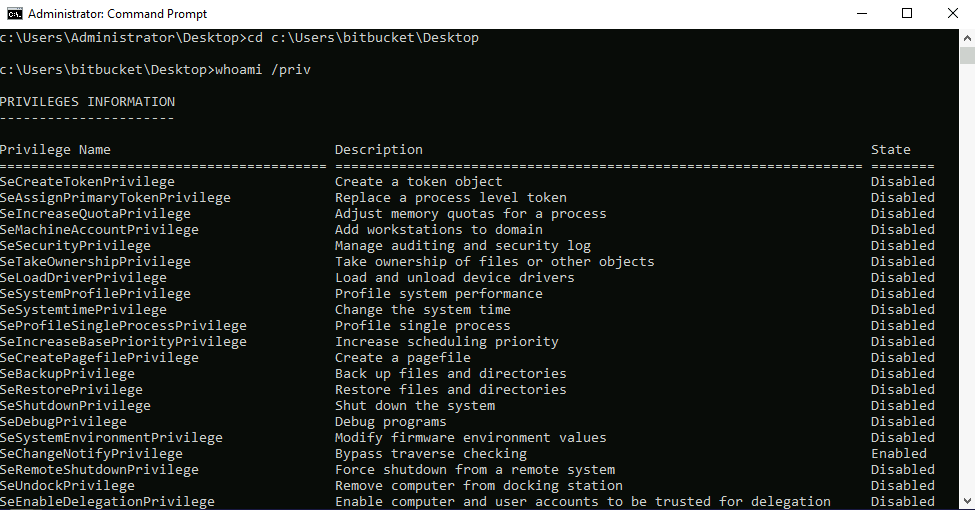 Administrator: Command Prompt
c:\Users\Administrator\Desktop>cd c:\Users\bitbucket\Desktop
c:\Users\bitbucket\Desktop>whoami /priv
PRIVILEGES INFORMATION
----------------------
Privilege Name                            Description                                                        State
========================================= ================================================================== ========
SeCreateTokenPrivilege                    Create a token object                                              Disabled
SeAssignPrimaryTokenPrivilege             Replace a process level token                                      Disabled
SeIncreaseQuotaPrivilege                  Adjust memory quotas for a process                                 Disabled
SeMachineAccountPrivilege                 Add workstations to domain                                         Disabled
SeSecurityPrivilege                       Manage auditing and security log                                   Disabled
SeTakeOwnershipPrivilege                  Take ownership of files or other objects                           Disabled
SeLoadDriverPrivilege                     Load and unload device drivers                                     Disabled
SeSystemProfilePrivilege                  Profile system performance                                         Disabled
SeSystemtimePrivilege                     Change the system time                                             Disabled
SeProfileSingleProcessPrivilege           Profile single process                                             Disabled
SeIncreaseBasePriorityPrivilege           Increase scheduling priority                                       Disabled
SeCreatePagefilePrivilege                 Create a pagefile                                                  Disabled
SeBackupPrivilege                         Back up files and directories                                      Disabled
SeRestorePrivilege                        Restore files and directories                                      Disabled
SeShutdownPrivilege                       Shut down the system                                               Disabled
SeDebugPrivilege                          Debug programs                                                     Disabled
SeSystemEnvironmentPrivilege              Modify firmware environment values                                 Disabled
SeChangeNotifyPrivilege                   Bypass traverse checking                                           Enabled
SeRemoteShutdownPrivilege                 Force shutdown from a remote system                                Disabled
SeUndockPrivilege                         Remove computer from docking station                               Disabled
SeEnableDelegationPrivilege               Enable computer and user accounts to be trusted for delegation     Disabled